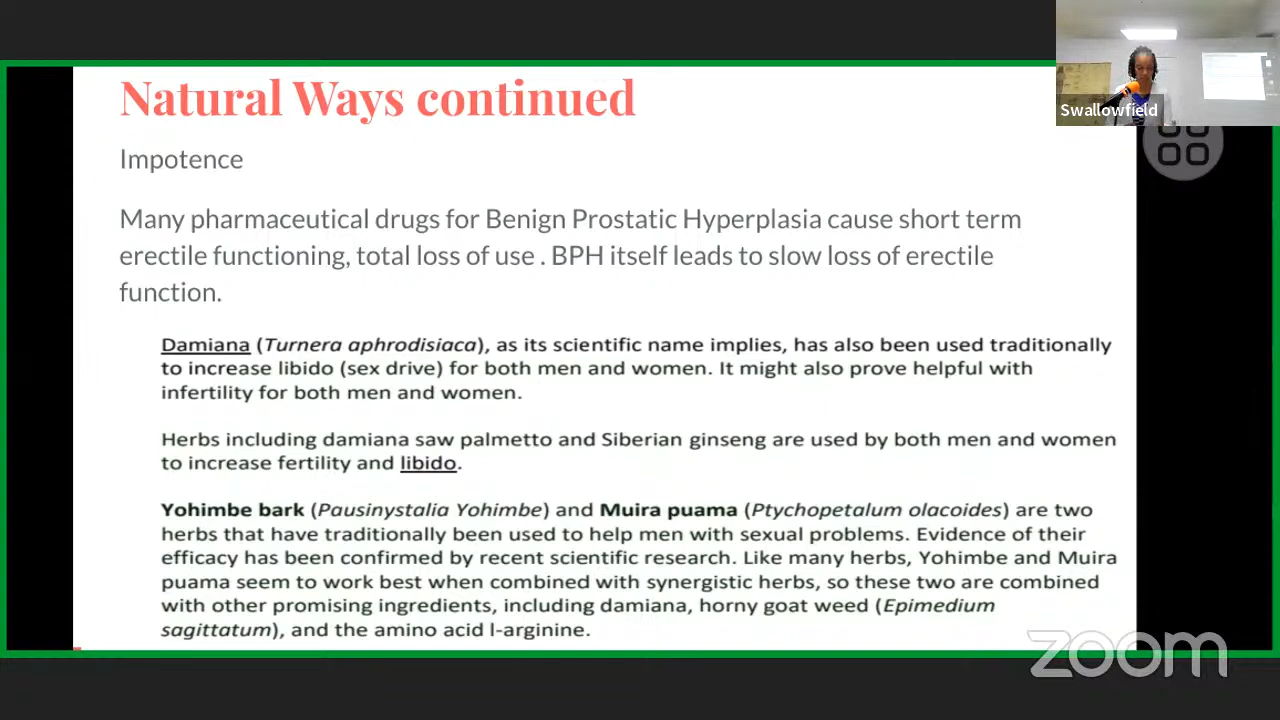 Natural Ways continued
Swallowfield
Impotence
Many pharmaceutical drugs for Benign Prostatic Hyperplasia cause short term
erectile functioning, total loss of use . BPH itself leads to slow loss of erectile
function.
Damiana (Turnera aphrodisiaca), as its scientific name implies, has also been used traditionally
to increase libido (sex drive) for both men and women. It might also prove helpful with
infertility for both men and women.
Herbs including damiana saw palmetto and Siberian ginseng are used by both men and women
to increase fertility and libido.
Yohimbe bark (Pausinystalia Yohimbe) and Muira puama (Ptychopetalum olacoides) are two
herbs that have traditionally been used to help men with sexual problems. Evidence of their
efficacy has been confirmed by recent scientific research. Like many herbs, Yohimbe and Muira
puama seem to work best when combined with synergistic herbs, so these two are combined
with other promising ingredients, including damiana, horny goat weed (Epimedium
sagittatum), and the amino acid l-arginine.
zoom